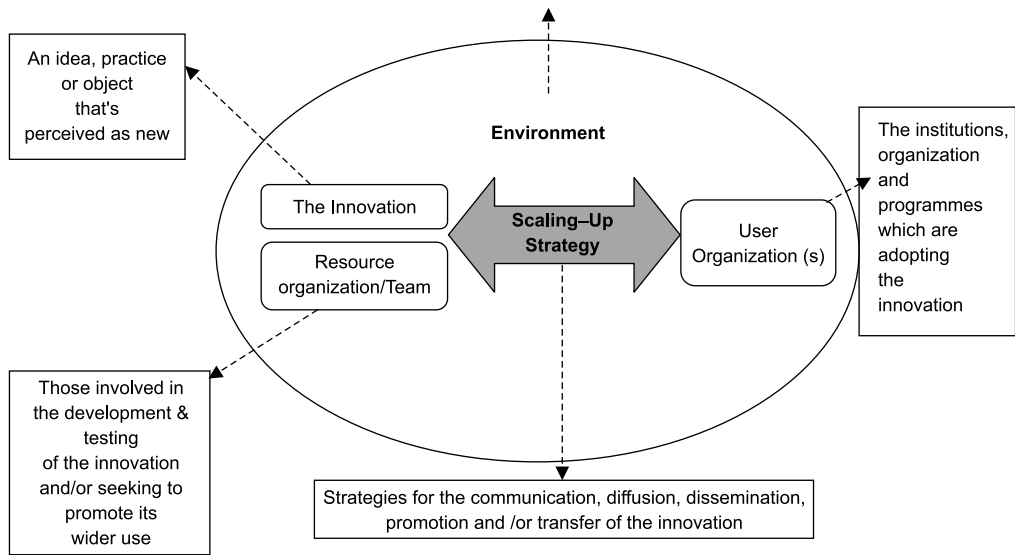 An idea, practice
or object
that's
perceived as new
Environment
The Innovation
Scaling–Up
Strategy
User
Organization (s)
Resource
organization/Team
The institutions,
organization
and
programmes
which are
adopting
the
innovation
Those involved in
the development &
testing
of the innovation
and/or seeking to
promote its
wider use
Strategies for the communication, diffusion, dissemination,
promotion and /or transfer of the innovation